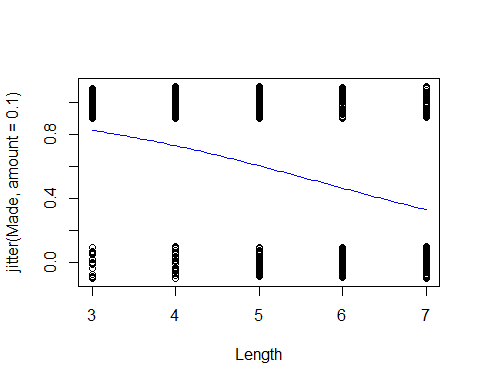 jitter(Made, amount = 0.1)
0.8
0.4
0.0
3 4 5 6 7
Length